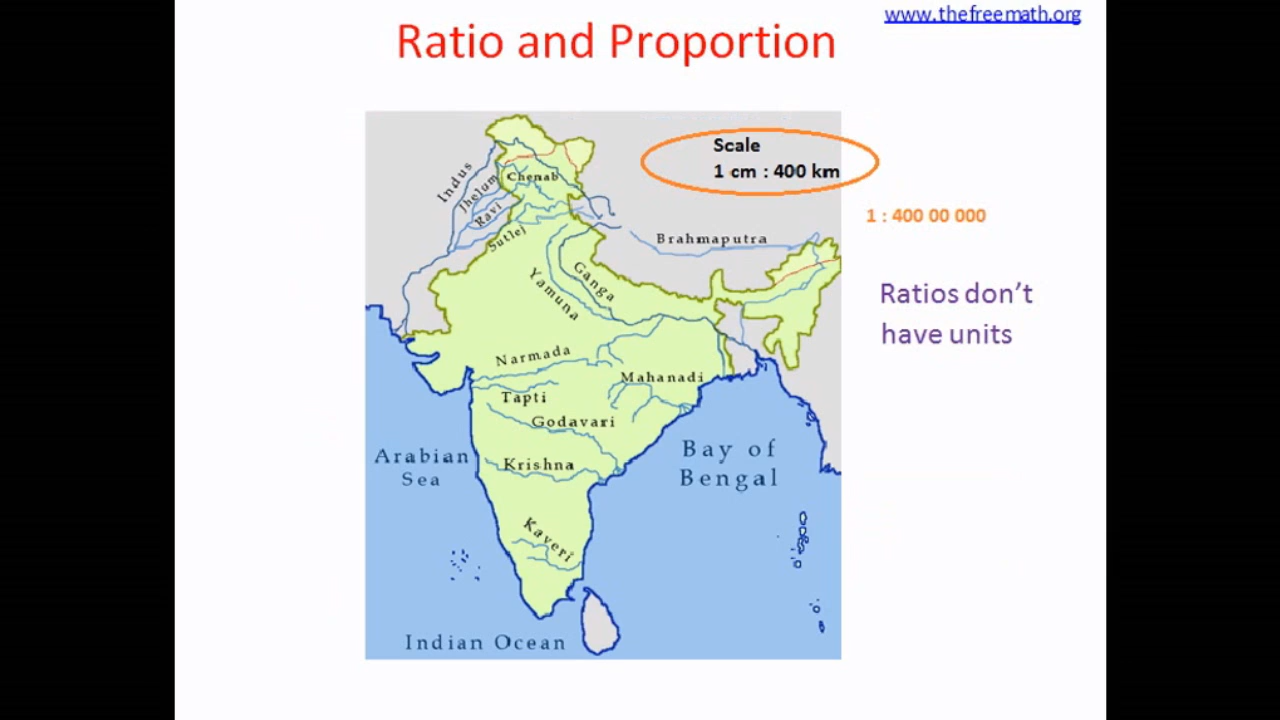 www.thefreemath.org
Ratio and Proportion
Scale
1 cm : 400 km
1 : 400 00 000
Ratios don't
have units
Indus
Jhelum
Chenab
Ravi
Sutlej
Brahmaputra
Ganga
Yamuna
Narmada
Mahanadi
Tapti
Godavari
Arabian
Sea
Krishna
Bay of
Bengal
Kaveri
Indian Ocean